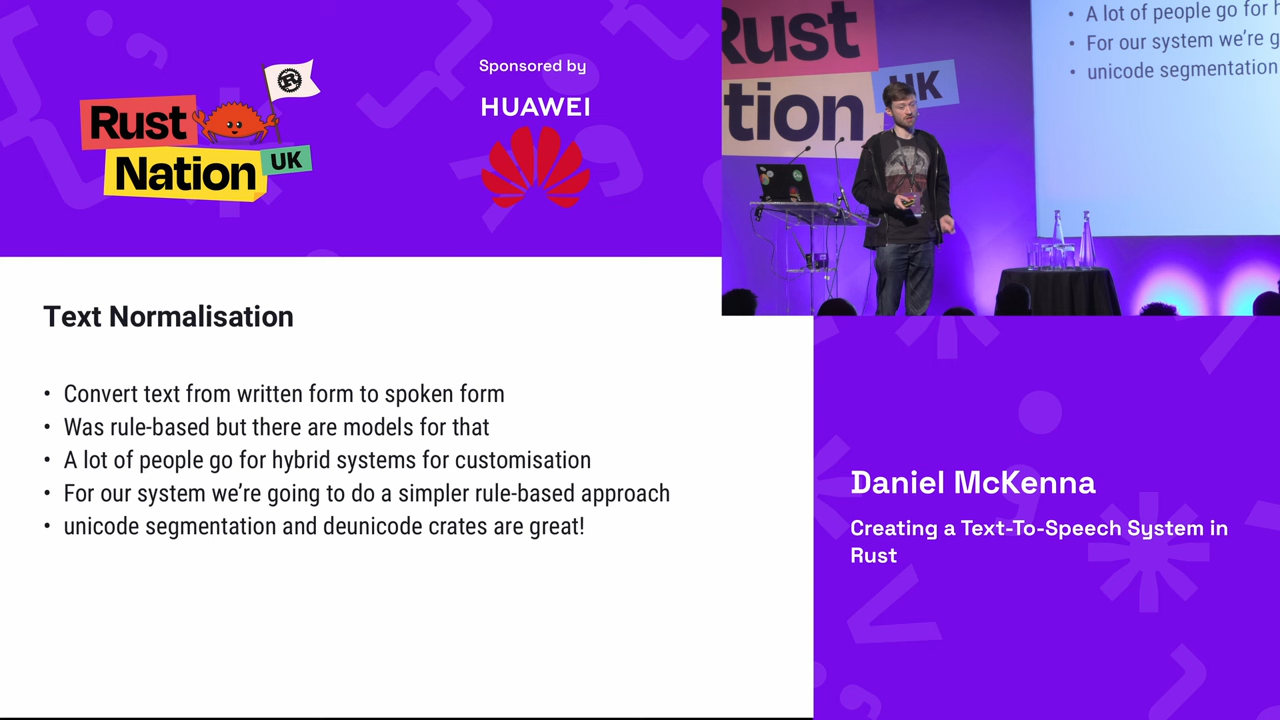 Rust
Nation
UK
Sponsored by
HUAWEI
Rust
tion
UK
A lot of people go for h
For our system we're g
unicode segmentation
Text Normalisation
• Convert text from written form to spoken form
• Was rule-based but there are models for that
• A lot of people go for hybrid systems for customisation
• For our system we’re going to do a simpler rule-based approach
• unicode segmentation and deunicode crates are great!
Daniel McKenna
Creating a Text-To-Speech System in
Rust